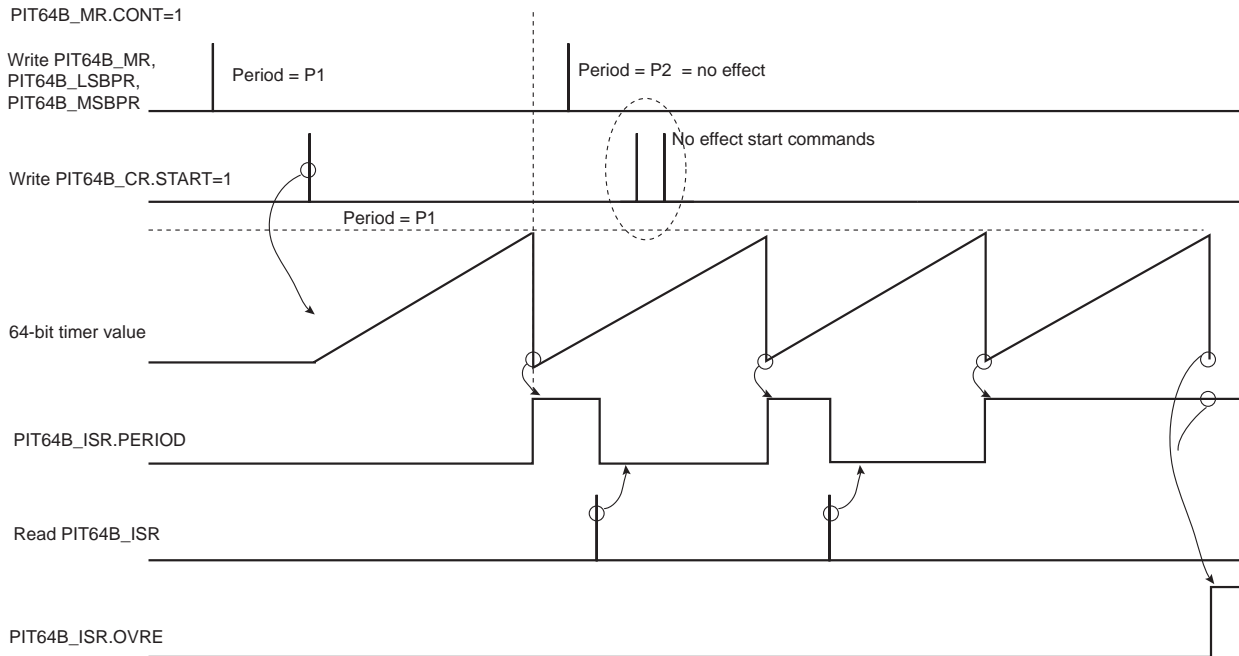 PIT64B_MR.CONT=1
Write PIT64B_MR,
PIT64B_LSBPR,
PIT64B_MSBPR
Period = P1
Period = P2 = no effect
No effect start commands
Write PIT64B_CR.START=1
Period = P1
64-bit timer value
PIT64B_ISR.PERIOD
Read PIT64B_ISR
PIT64B_ISR.OVRE